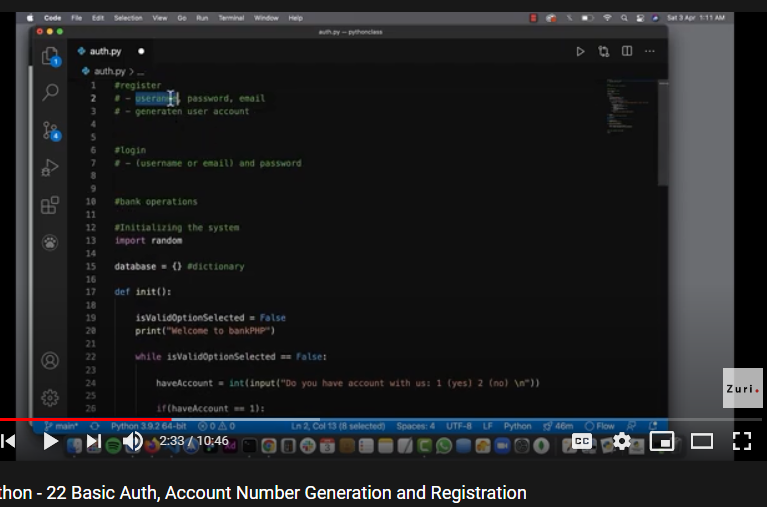 Code File Edit Selection View Go Run Terminal Window Help Sat 3 Apr 1:11 AM
auth.py — pythonclass
auth.py
auth.py > ...
1 #register
2 # - username, password, email
3 # - generaten user account
4
5
6 #login
7 # - (username or email) and password
8
9
10 #bank operations
11
12 #Initializing the system
13 import random
14
15 database = {} #dictionary
16
17 def init():
18
19 isValidOptionSelected = False
20 print("Welcome to bankPHP")
21
22 while isValidOptionSelected == False:
23
24 haveAccount = int(input("Do you have account with us: 1 (yes) 2 (no) \n"))
25
26 if(haveAccount == 1):
Zuri.
main* Python 3.9.2 64-bit 0 0 Ln 2, Col 13 (8 selected) Spaces: 4 UTF-8 LF Python 46m Flow
2:33 / 10:46 CC
thon - 22 Basic Auth, Account Number Generation and Registration